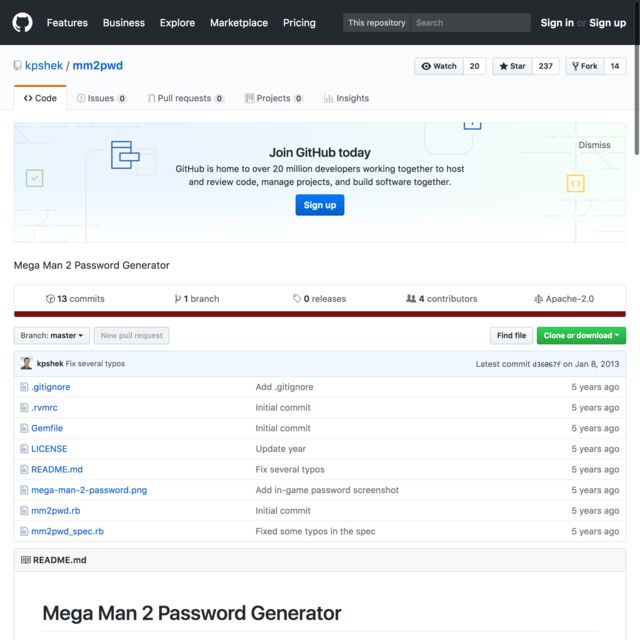 Features Business Explore Marketplace Pricing This repository Search Sign in or Sign up
kpshek / mm2pwd Watch 20 Star 237 Fork 14
Code Issues 0 Pull requests 0 Projects 0 Insights
Dismiss
Join GitHub today
GitHub is home to over 20 million developers working together to host
and review code, manage projects, and build software together.
Sign up
Mega Man 2 Password Generator
13 commits 1 branch 0 releases 4 contributors Apache-2.0
Branch: master New pull request Find file Clone or download
kpshek Fix several typos Latest commit d36067f on Jan 8, 2013
.gitignore Add .gitignore 5 years ago
.rvmrc Initial commit 5 years ago
Gemfile Initial commit 5 years ago
LICENSE Update year 5 years ago
README.md Fix several typos 5 years ago
mega-man-2-password.png Add in-game password screenshot 5 years ago
mm2pwd.rb Initial commit 5 years ago
mm2pwd_spec.rb Fixed some typos in the spec 5 years ago
README.md
Mega Man 2 Password Generator